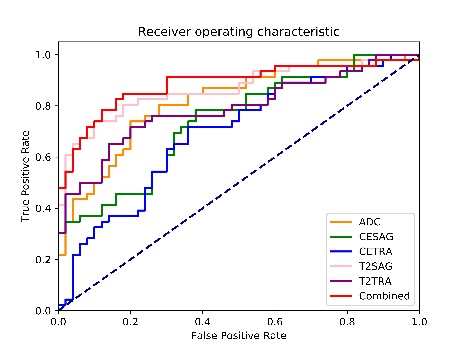 Receiver operating characteristic
1.0
0.8
0.6
0.4
0.2
0.0
True Positive Rate
0.0 0.2 0.4 0.6 0.8 1.0
False Positive Rate
ADC
CESAG
CETRA
T2SAG
T2TRA
Combined